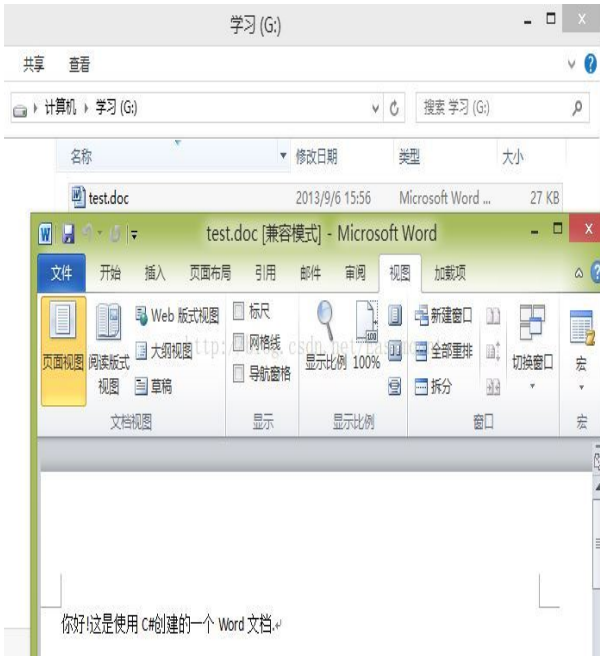 学习 (G:)
共享 查看
计算机 学习 (G:) 搜索 学习 (G:)
名称 修改日期 类型 大小
test.doc 2013/9/6 15:56 Microsoft Word ... 27 KB
test.doc [兼容模式] - Microsoft Word
文件 开始 插入 页面布局 引用 邮件 审阅 视图 加载项
页面视图 阅读版式视图 Web 版式视图 大纲视图 草稿
标尺 网格线 导航窗格
显示比例 100%
新建窗口 全部重排 拆分 切换窗口
宏
文档视图 显示 显示比例 窗口 宏
你好!这是使用 C#创建的一个 Word 文档.